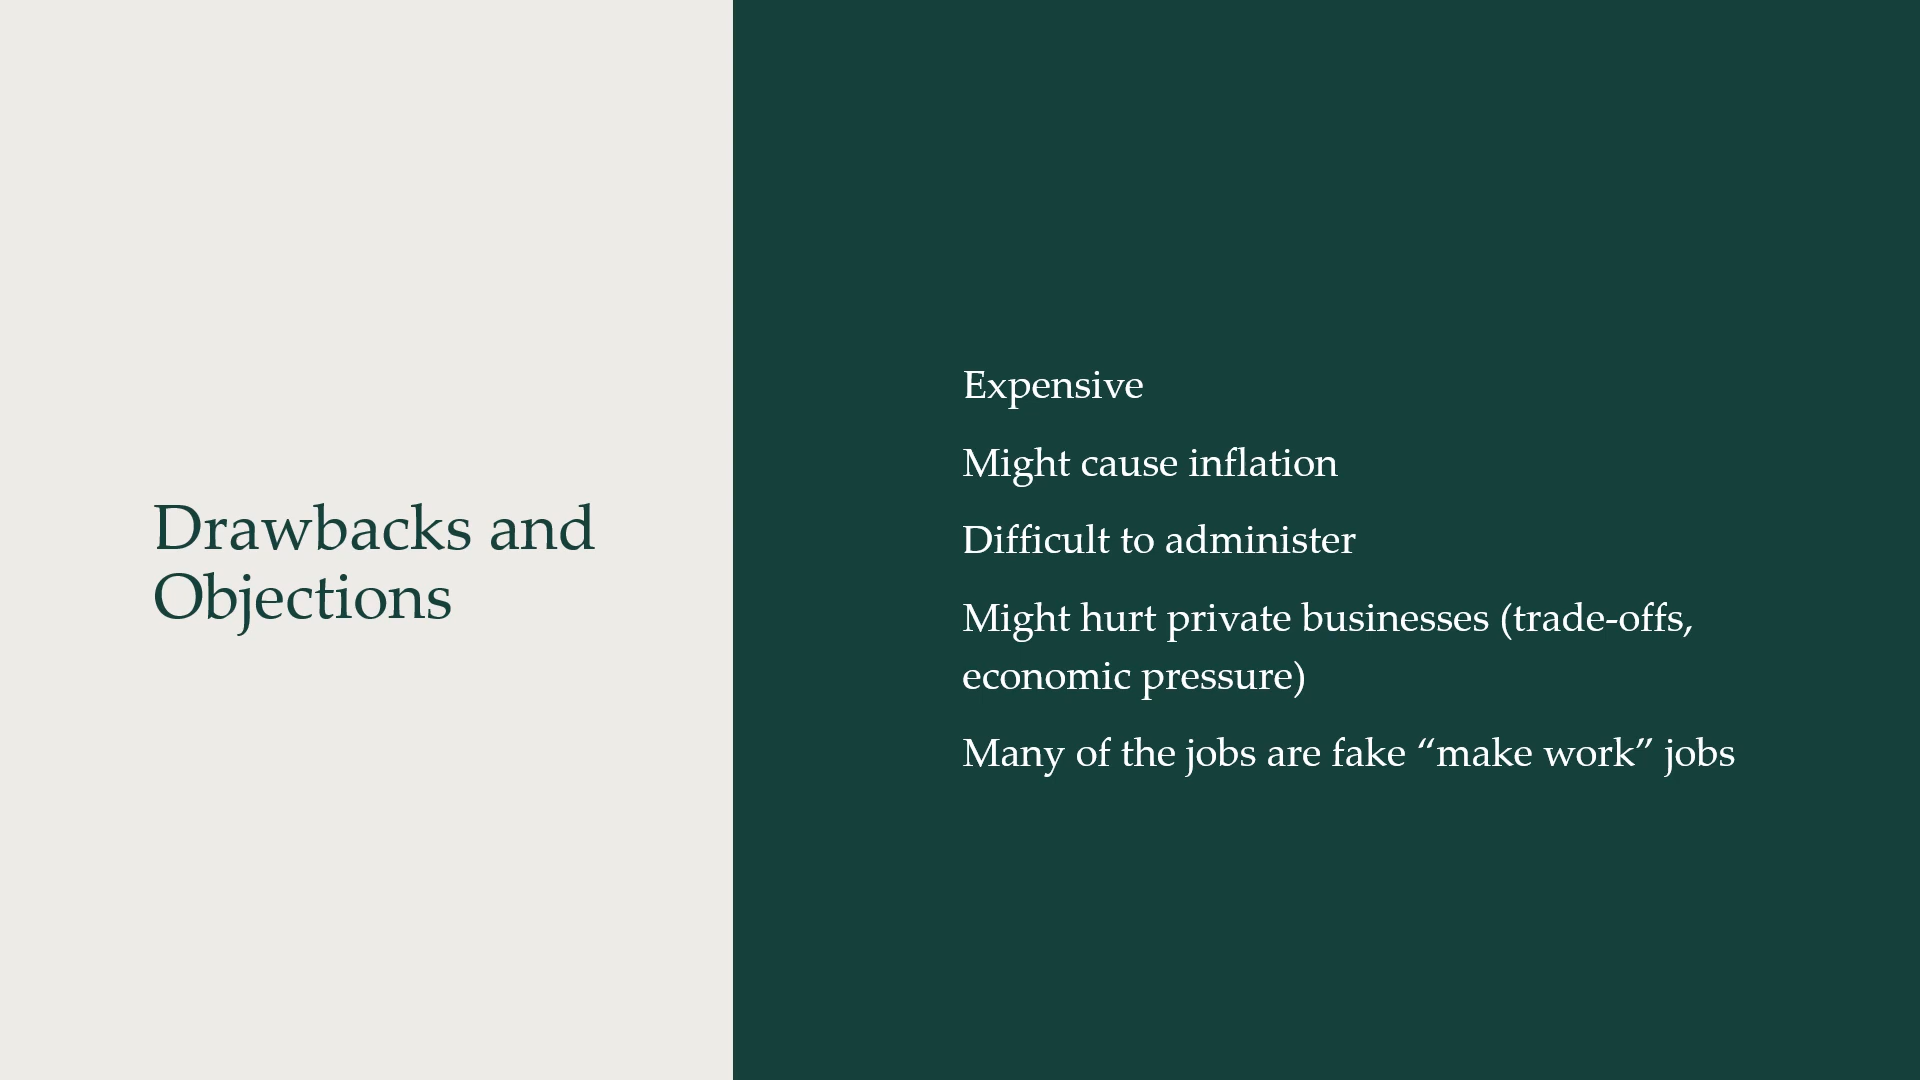 Drawbacks and
Objections
Expensive
Might cause inflation
Difficult to administer
Might hurt private businesses (trade-offs,
economic pressure)
Many of the jobs are fake “make work” jobs